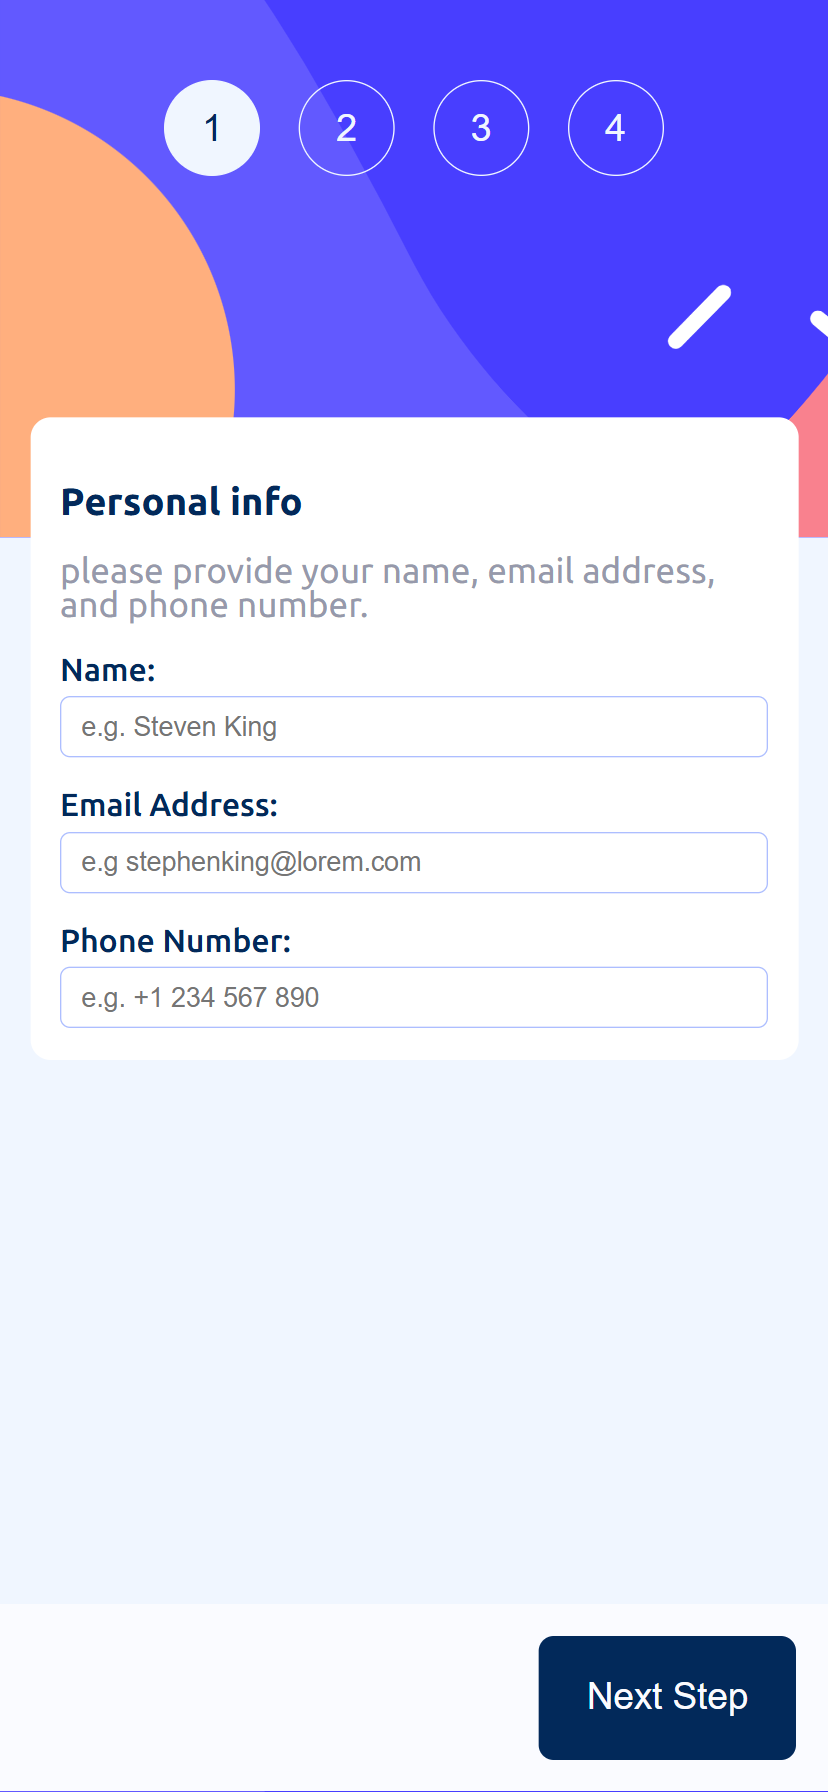 1 2 3 4
Personal info
please provide your name, email address,
and phone number.
Name:
e.g. Steven King
Email Address:
e.g stephenking@lorem.com
Phone Number:
e.g. +1 234 567 890
Next Step